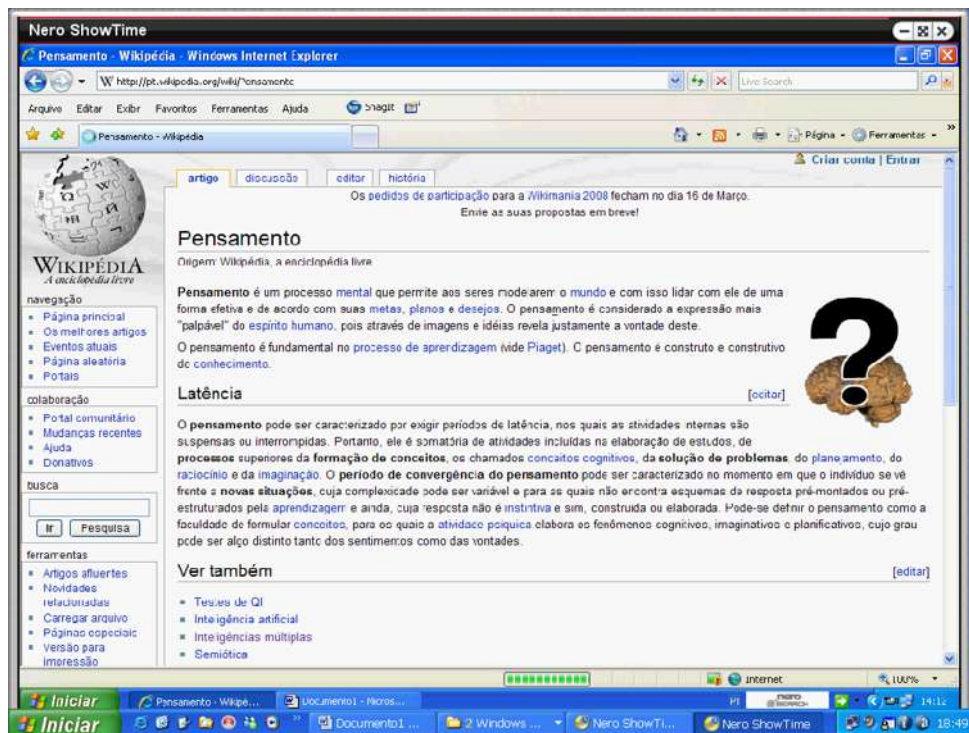 Nero ShowTime
Pensamento - Wikipédia - Windows Internet Explorer
Live Search
Arquivo Editar Exibir Favoritos Ferramentas Ajuda SnagIt
Pensamento - Wikipédia
Página Ferramentas
Criar conta | Entrar
artigo discussão editar história
Os pedidos de participação para a Wikimania 2008 fecham no dia 16 de Março.
Envie as suas propostas em breve!
Pensamento
Origem: Wikipédia, a enciclopédia livre
WIKIPÉDIA
A enciclopédia livre
navegação
Página principal
Os melhores artigos
Eventos atuais
Página aleatória
Portais
colaboração
Portal comunitário
Mudanças recentes
Ajuda
Donativos
busca
Ir Pesquisa
ferramentas
Artigos afluentes
Novidades
relacionadas
Carregar arquivo
Páginas especiais
Versão para
impressão
Pensamento é um processo mental que permite aos seres modelarem o mundo e com isso lidar com ele de uma
forma efetiva e de acordo com suas metas, planos e desejos. O pensamento é considerado a expressão mais
"palpável" do espírito humano, pois através de imagens e idéias revela justamente a vontade deste.
O pensamento é fundamental no processo de aprendizagem (vide Piaget). O pensamento é construto e construtivo
do conhecimento.
Latência [editar]
O pensamento pode ser caracterizado por exigir períodos de latência, nos quais as atividades internas são
suspensas ou interrompidas. Portanto, ele é somatória de atividades incluídas na elaboração de estudos, de
processos superiores da formação de conceitos, os chamados conceitos cognitivos, da solução de problemas, do planejamento, do
raciocínio e da imaginação. O período de convergência do pensamento pode ser caracterizado no momento em que o indivíduo se vê
frente a novas situações, cuja complexidade pode ser variável e para as quais não encontra esquemas de resposta pré-montados ou pré-
estruturados pela aprendizagem e ainda, cuja resposta não é instintiva e sim, construída ou elaborada. Pode-se definir o pensamento como a
faculdade de formular conceitos, para os quais a atividade psíquica elabora os fenômenos cognitivos, imaginativos e planificativos, cujo grau
pode ser algo distinto tanto dos sentimentos como das vontades.
Ver também [editar]
Testes de QI
Inteligência artificial
Inteligências múltiplas
Semiótica
Internet 100%
Iniciar Pensamento - Wikipé... Documento1 - Micros... PT nero SEARCH 14:12
Iniciar Documento1 ... 2 Windows ... Nero ShowTi... Nero ShowTime 18:49